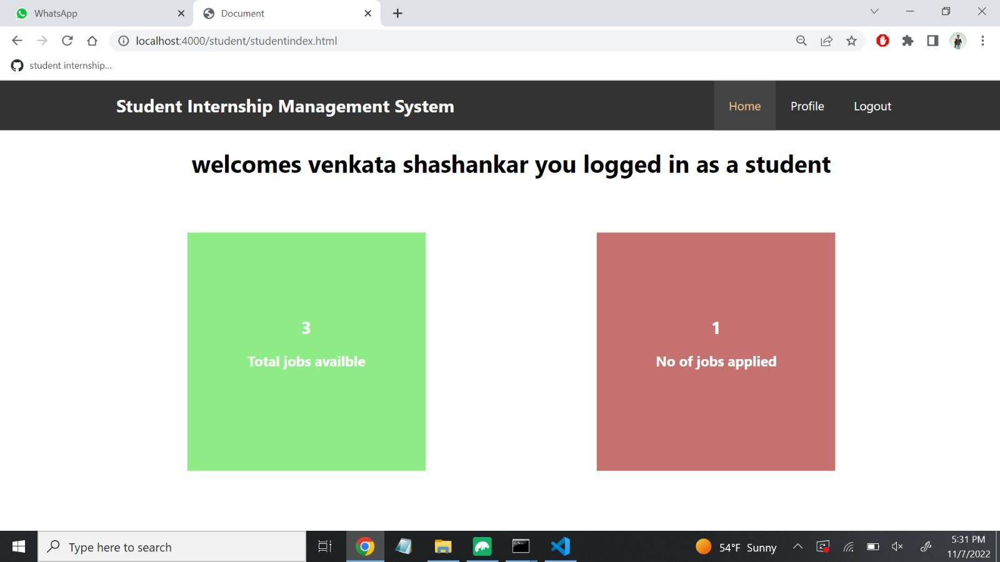 WhatsApp
Document
localhost:4000/student/studentindex.html
student internship...
Student Internship Management System
Home
Profile
Logout
welcomes venkata shashankar you logged in as a student
3
Total jobs availble
1
No of jobs applied
Type here to search
54°F Sunny
5:31 PM
11/7/2022